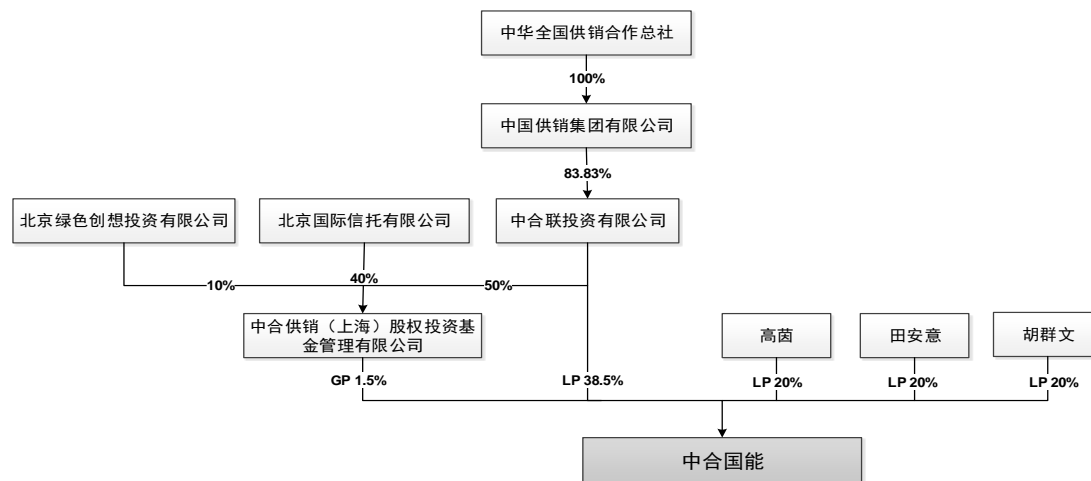 中华全国供销合作总社
100%
中国供销集团有限公司
83.83%
北京绿色创想投资有限公司
北京国际信托有限公司
中合联投资有限公司
10%
40%
50%
中合供销（上海）股权投资基
金管理有限公司
高茵
田安意
胡群文
GP 1.5%
LP 38.5%
LP 20%
LP 20%
LP 20%
中合国能